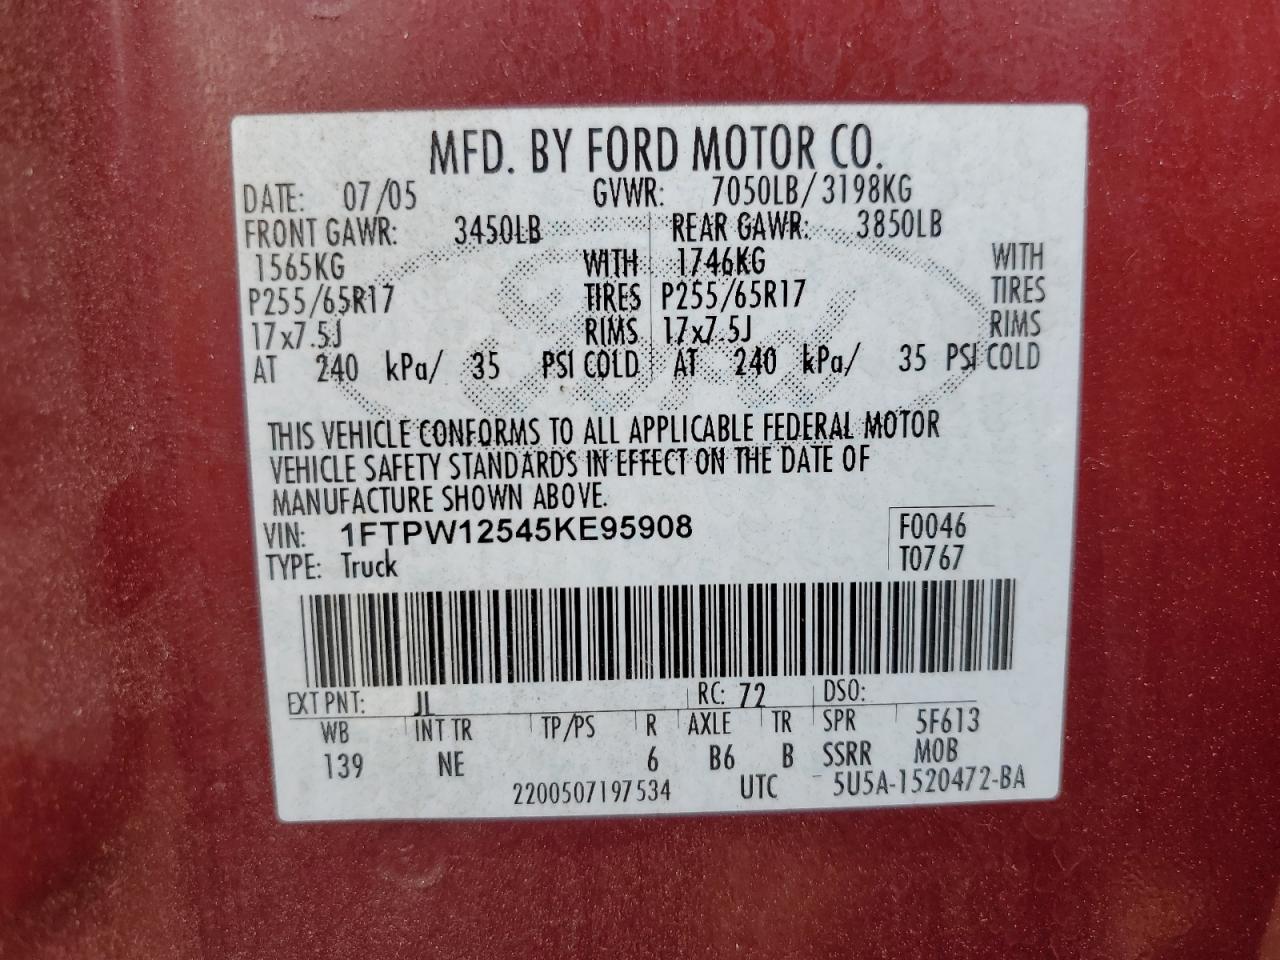 MFD. BY FORD MOTOR CO.
DATE: 07/05 GVWR: 7050LB/3198KG
FRONT GAWR: 3450LB REAR GAWR: 3850LB
1565KG WITH 1746KG WITH
P255/65R17 TIRES P255/65R17 TIRES
17x7.5J RIMS 17x7.5J RIMS
AT 240 kPa/ 35 PSI COLD AT 240 kPa/ 35 PSI COLD
THIS VEHICLE CONFORMS TO ALL APPLICABLE FEDERAL MOTOR
VEHICLE SAFETY STANDARDS IN EFFECT ON THE DATE OF
MANUFACTURE SHOWN ABOVE.
VIN: 1FTPW12545KE95908 F0046
TYPE: Truck T0767
EXT PNT: JL RC: 72 DSO:
WB INT TR TP/PS R AXLE TR SPR 5F613
139 NE 6 B6 B SSRR MOB
2200507197534 UTC 5U5A-1520472-BA